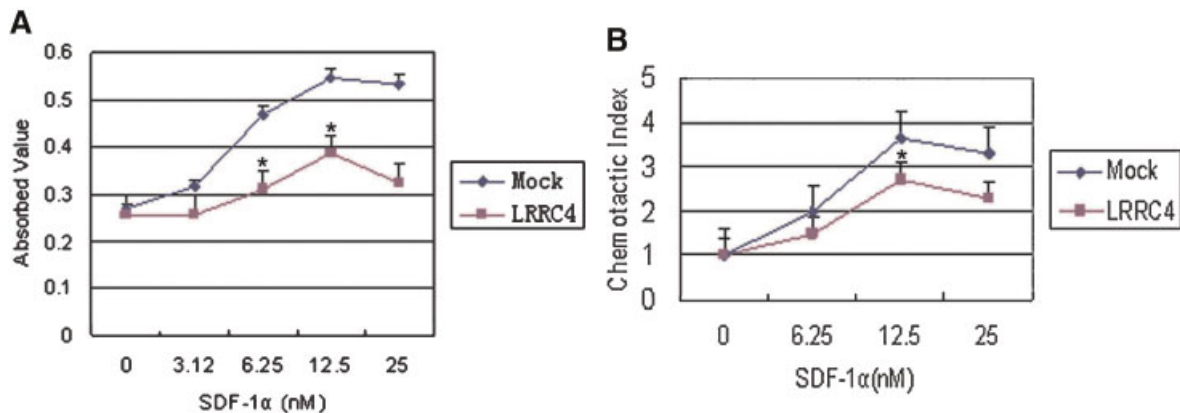 A
Absorbed Value
0.6
0.5
0.4
0.3
0.2
0.1
0
*
*
0 3.12 6.25 12.5 25
SDF-1α (nM)
Mock
LRRC4
B
Chemotactic Index
5
4
3
2
1
0
*
0 6.25 12.5 25
SDF-1α(nM)
Mock
LRRC4